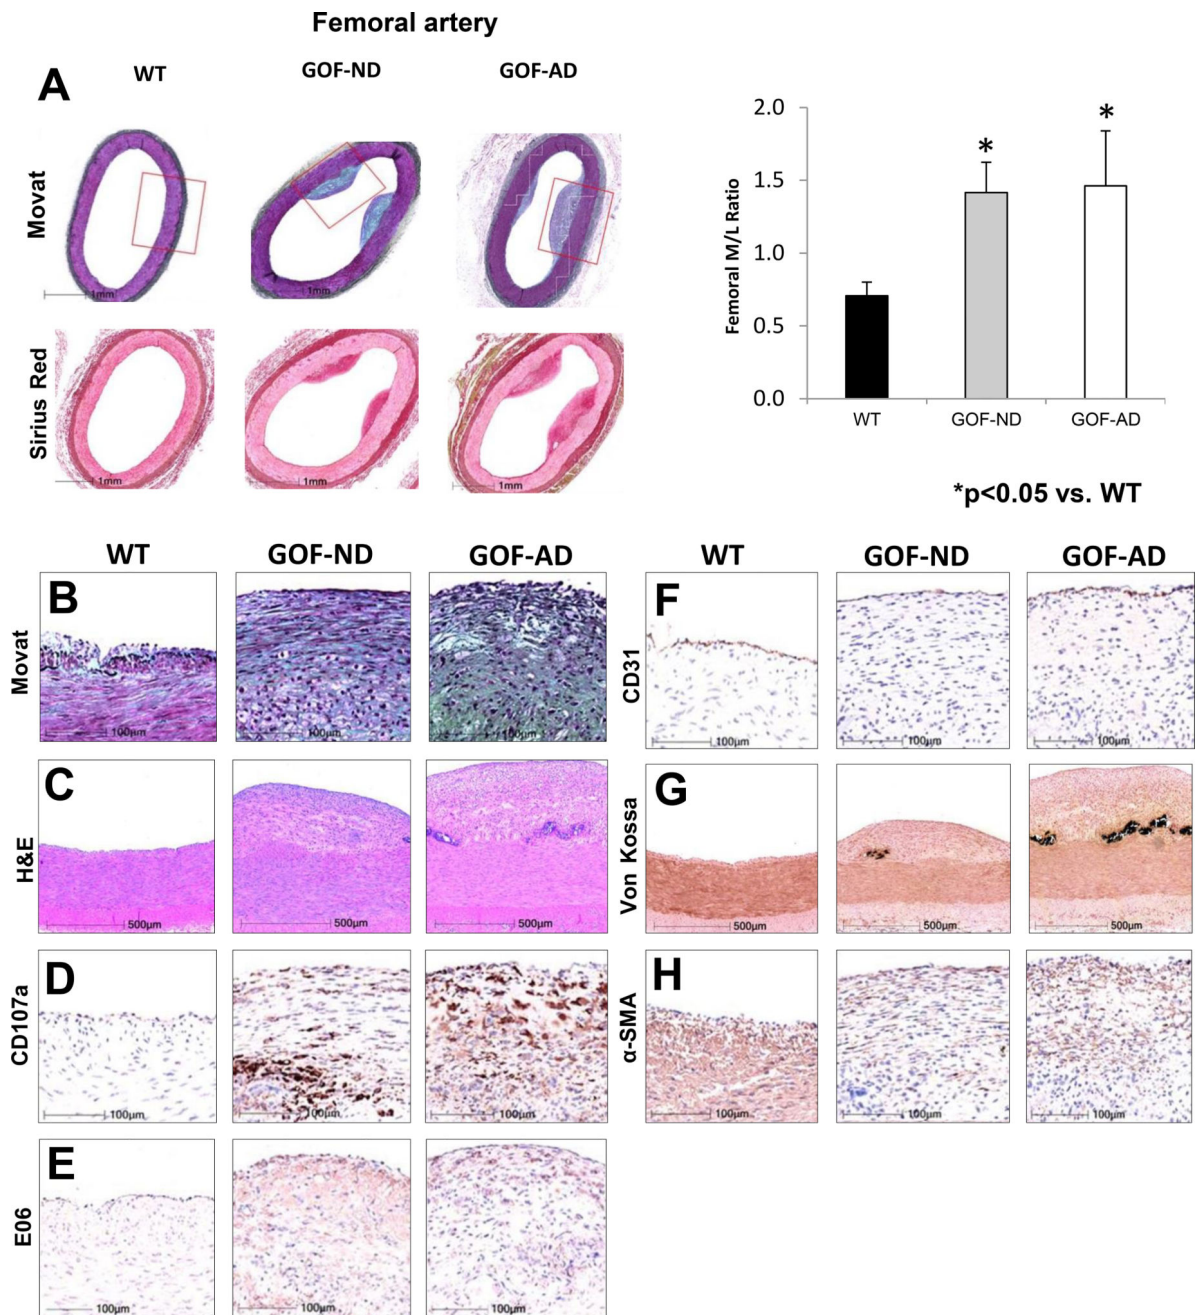 Femoral artery
A
WT
GOF-ND
GOF-AD
Movat
1mm
1mm
1mm
Sirius Red
1mm
1mm
1mm
Femoral M/L Ratio
2.0
1.5
1.0
0.5
0.0
*
*
WT
GOF-ND
GOF-AD
*p<0.05 vs. WT
WT
GOF-ND
GOF-AD
B
Movat
100µm
100µm
100µm
C
H&E
500µm
500µm
500µm
D
CD107a
100µm
100µm
100µm
E
E06
100µm
100µm
100µm
WT
GOF-ND
GOF-AD
F
CD31
100µm
100µm
100µm
G
Von Kossa
500µm
500µm
500µm
H
α-SMA
100µm
100µm
100µm